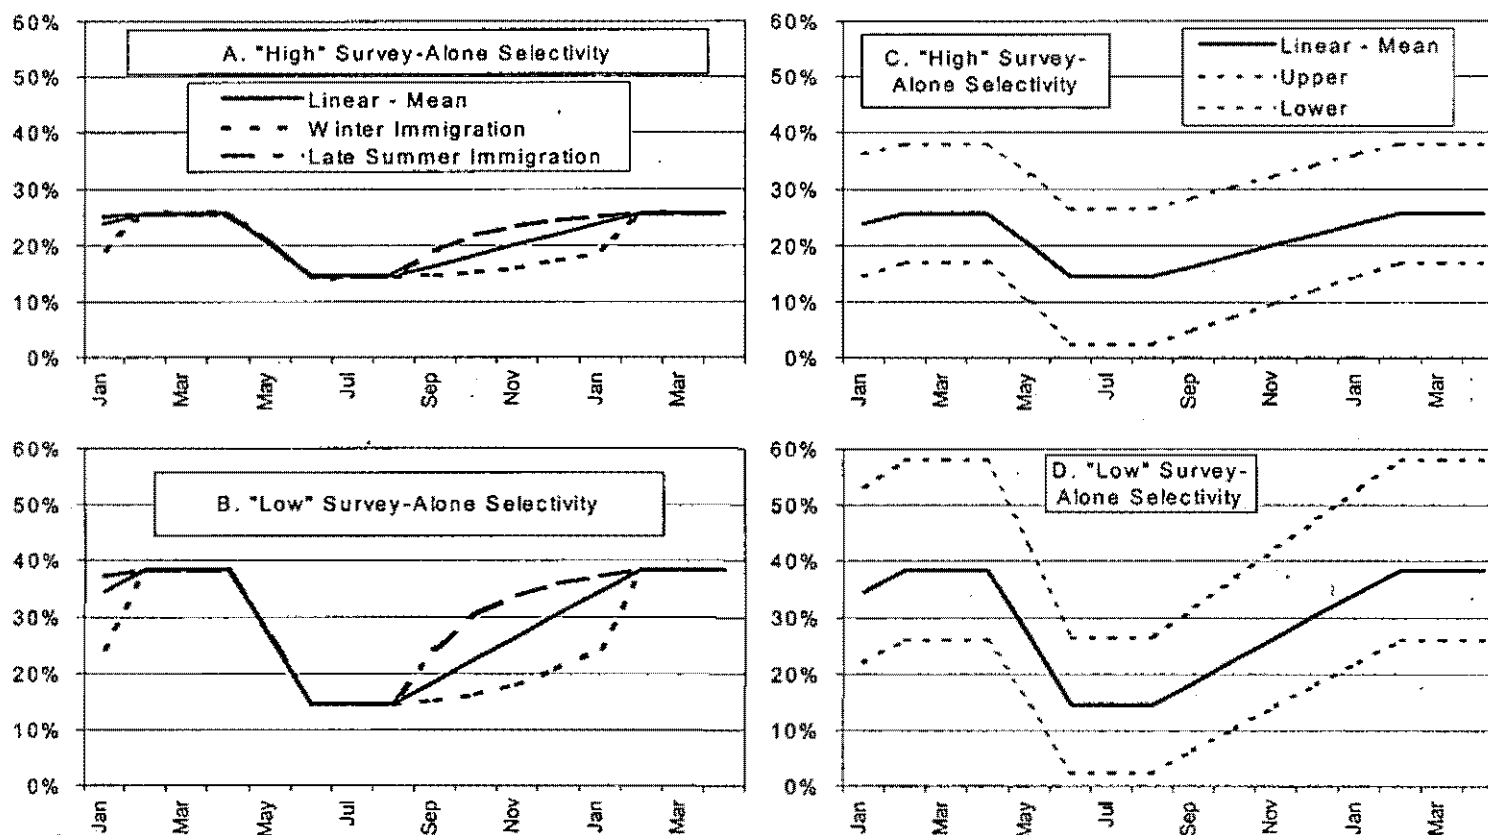 60%
50%
40%
30%
20%
10%
0%
A. "High" Survey-Alone Selectivity
Linear - Mean
Winter Immigration
Late Summer Immigration
Jan
Mar
May
Jul
Sep
Nov
Jan
Mar
60%
50%
40%
30%
20%
10%
0%
C. "High" Survey-
Alone Selectivity
Linear - Mean
Upper
Lower
Jan
Mar
May
Jul
Sep
Nov
Jan
Mar
60%
50%
40%
30%
20%
10%
0%
B. "Low" Survey-Alone Selectivity
Jan
Mar
May
Jul
Sep
Nov
Jan
Mar
60%
50%
40%
30%
20%
10%
0%
D. "Low" Survey-
Alone Selectivity
Jan
Mar
May
Jul
Sep
Nov
Jan
Mar